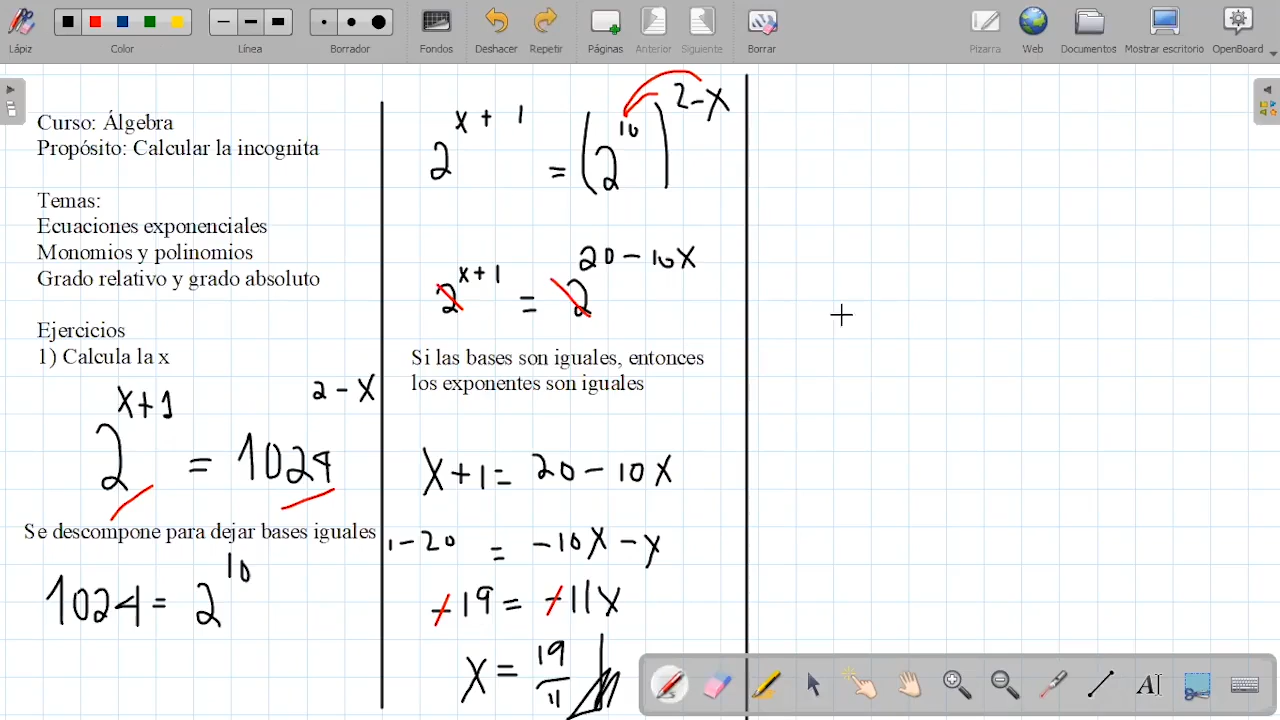 Lápiz Color Línea Borrador Fondos Deshacer Repetir Páginas Anterior Siguiente Borrar Pizarra Web Documentos Mostrar escritorio OpenBoard
Curso: Álgebra
Propósito: Calcular la incognita
Temas:
Ecuaciones exponenciales
Monomios y polinomios
Grado relativo y grado absoluto
Ejercicios
1) Calcula la x
2^{x+1} = 1024^{2-x}
Se descompone para dejar bases iguales
1024 = 2^{10}
2^{x+1} = (2^{10})^{2-x}
2^{x+1} = 2^{20-10x}
Si las bases son iguales, entonces
los exponentes son iguales
x+1 = 20-10x
1-20 = -10x-x
-19 = -11x
x = 19/11